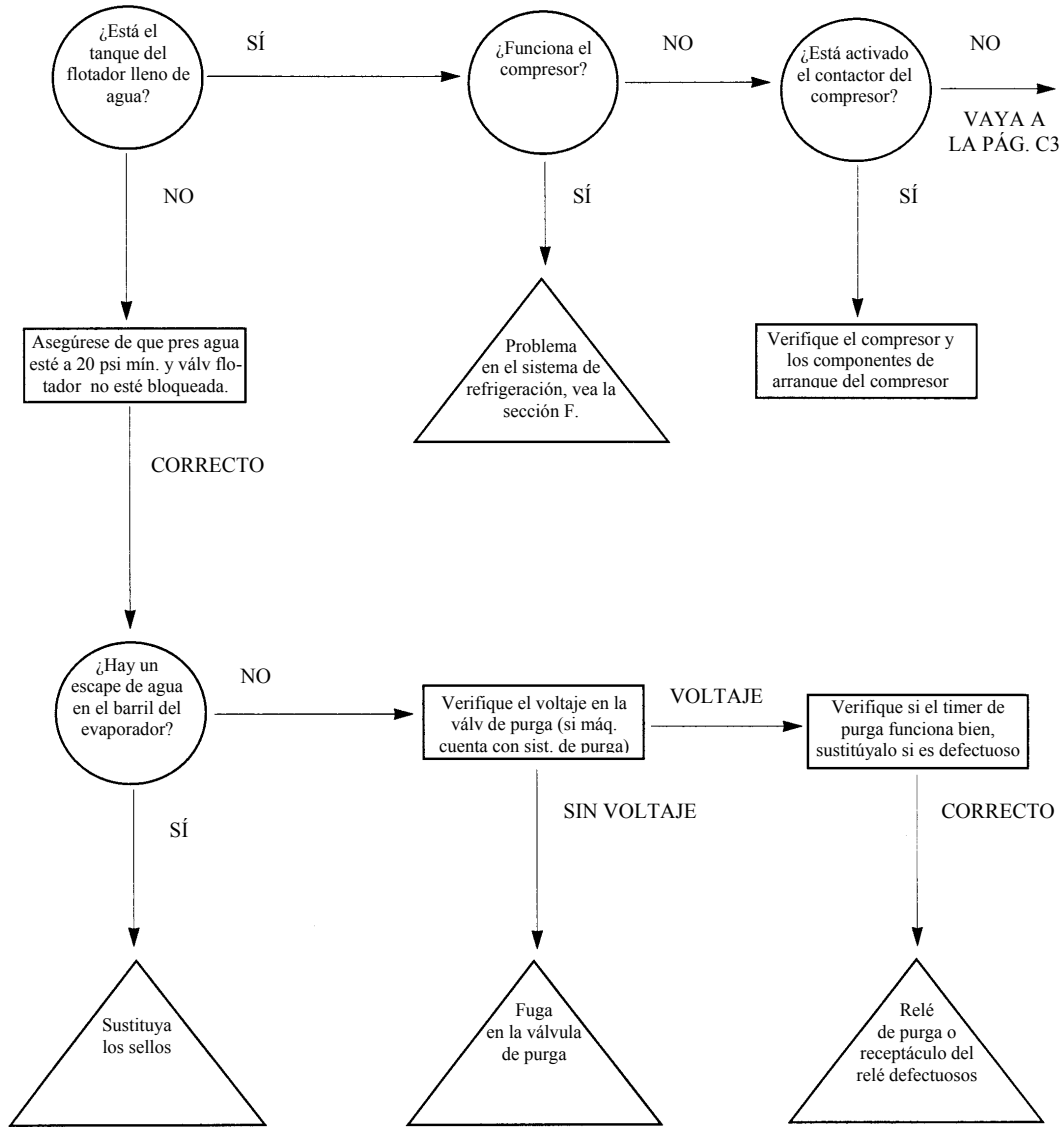 ¿Está el
tanque del
flotador lleno de
agua?
SÍ
¿Funciona el
compresor?
NO
¿Está activado
el contactor del
compresor?
NO
VAYA A
LA PÁG. C3
NO
SÍ
SÍ
Asegúrese de que pres agua
esté a 20 psi mín. y válv flo-
tador no esté bloqueada.
Problema
en el sistema de
refrigeración, vea la
sección F.
Verifique el compresor y
los componentes de
arranque del compresor
CORRECTO
¿Hay un
escape de agua
en el barril del
evaporador?
NO
Verifique el voltaje en la
válv de purga (si máq.
cuenta con sist. de purga)
VOLTAJE
Verifique si el timer de
purga funciona bien,
sustitúyalo si es defectuoso
SÍ
SIN VOLTAJE
CORRECTO
Sustituya
los sellos
Fuga
en la válvula
de purga
Relé
de purga o
receptáculo del
relé defectuosos